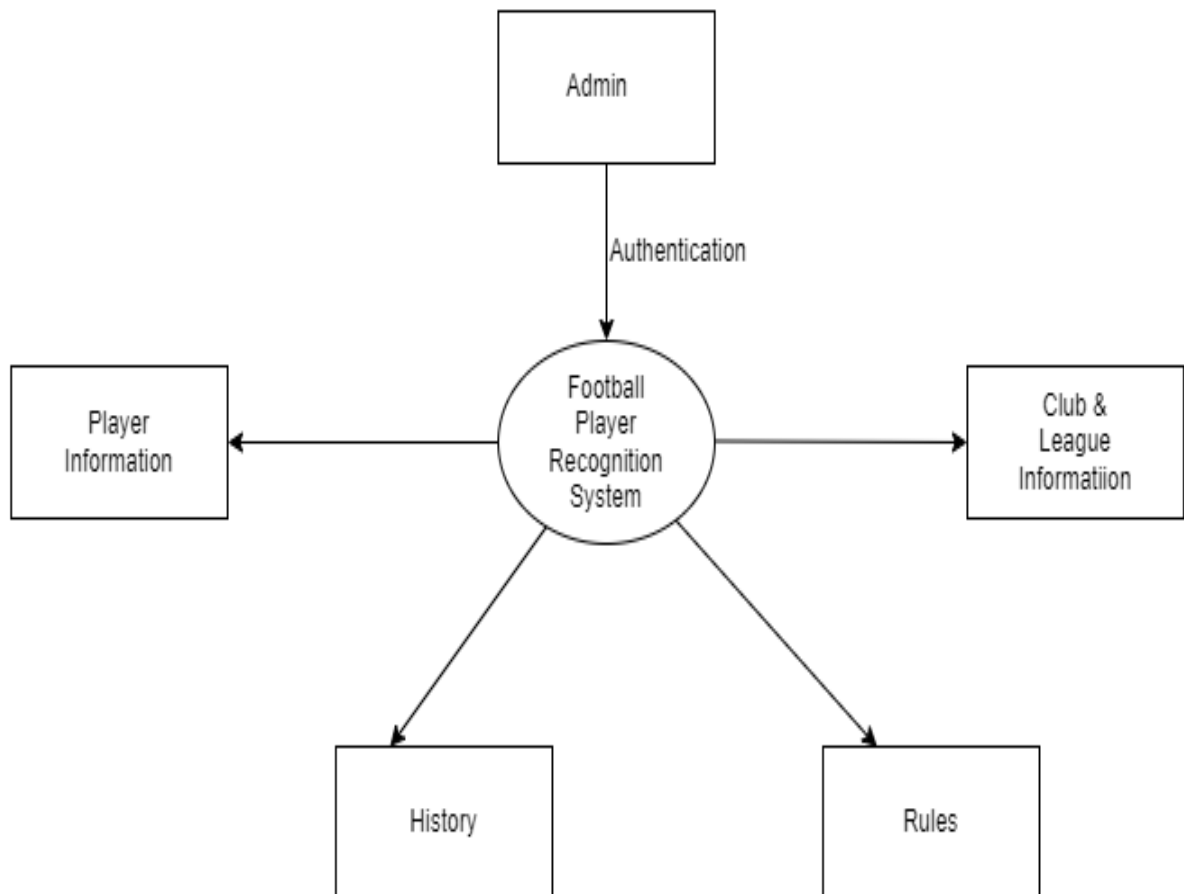 Admin
Authentication
Football
Player
Recognition
System
Player
Information
Club &
League
Informatiion
History
Rules